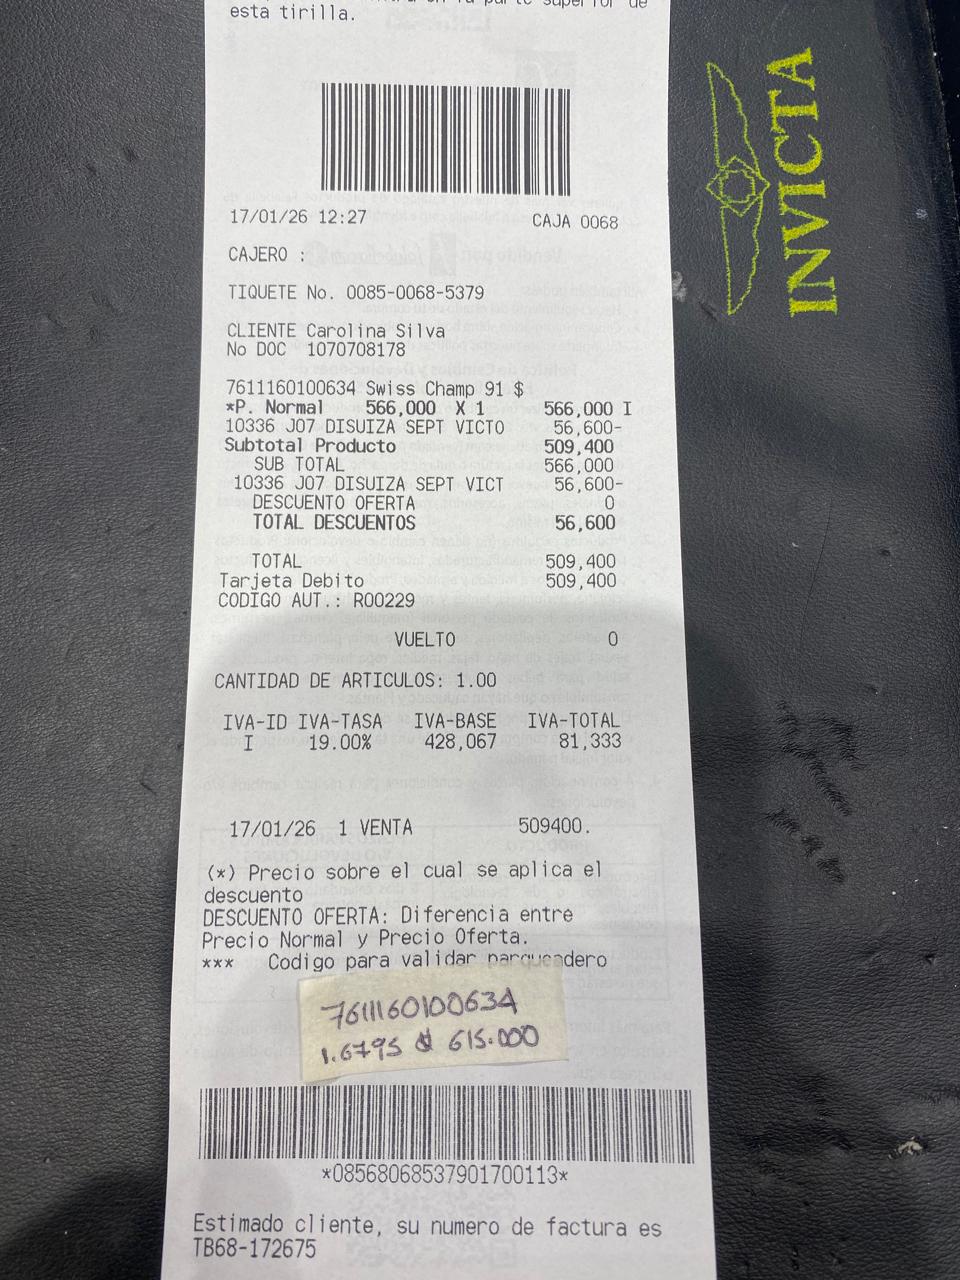 esta tirilla.
INVICTA
17/01/26 12:27 CAJA 0068
CAJERO :
TIQUETE No. 0085-0068-5379
CLIENTE Carolina Silva
No DOC 1070708178
7611160100634 Swiss Champ 91 $
*P. Normal 566,000 X 1 566,000 I
10336 J07 DISUIZA SEPT VICTO 56,600-
Subtotal Producto 509,400
SUB TOTAL 566,000
10336 J07 DISUIZA SEPT VICT 56,600-
DESCUENTO OFERTA 0
TOTAL DESCUENTOS 56,600
TOTAL 509,400
Tarjeta Debito 509,400
CODIGO AUT.: R00229
VUELTO 0
CANTIDAD DE ARTICULOS: 1.00
IVA-ID IVA-TASA IVA-BASE IVA-TOTAL
I 19.00% 428,067 81,333
17/01/26 1 VENTA 509400.
(*) Precio sobre el cual se aplica el
descuento
DESCUENTO OFERTA: Diferencia entre
Precio Normal y Precio Oferta.
*** Codigo para validar parqueadero
7611160100634
1.6795 $ 615.000
*08568068537901700113*
Estimado cliente, su numero de factura es
TB68-172675